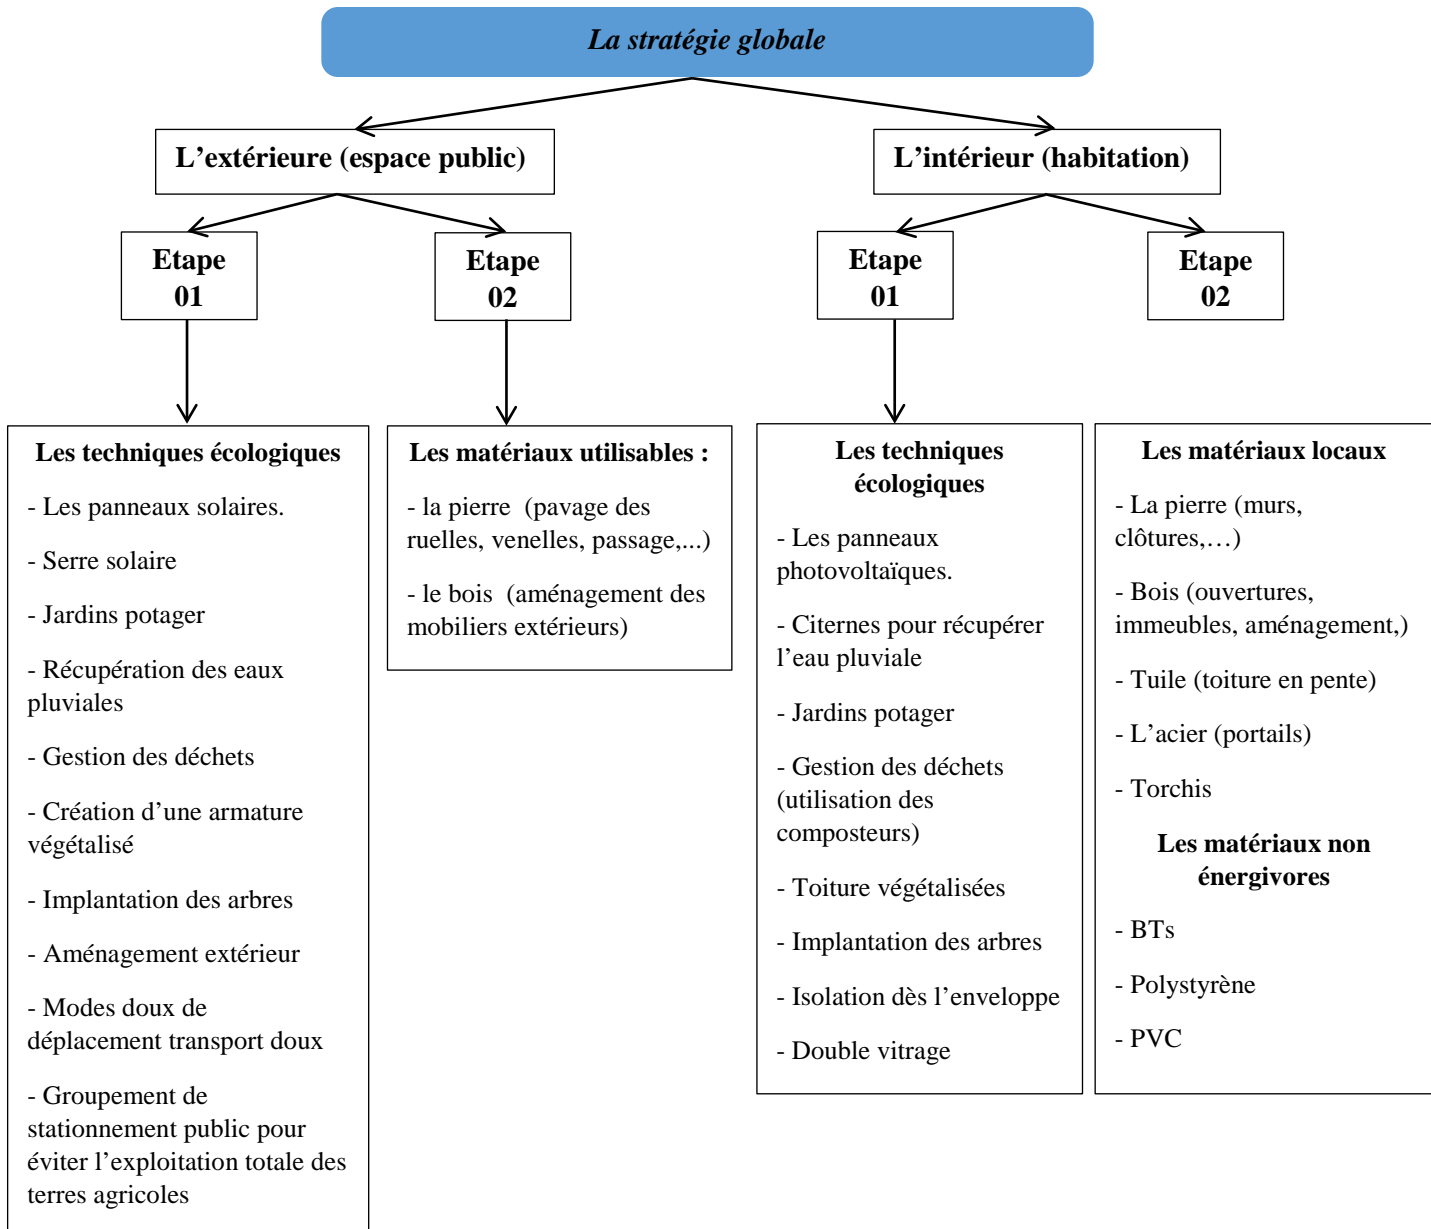 La stratégie globale
L’extérieure (espace public)
L’intérieur (habitation)
Etape
01
Etape
02
Etape
01
Etape
02
Les techniques écologiques
- Les panneaux solaires.
- Serre solaire
- Jardins potager
- Récupération des eaux
pluviales
- Gestion des déchets
- Création d’une armature
végétalisé
- Implantation des arbres
- Aménagement extérieur
- Modes doux de
déplacement transport doux
- Groupement de
stationnement public pour
éviter l’exploitation totale des
terres agricoles
Les matériaux utilisables :
- la pierre (pavage des
ruelles, venelles, passage,...)
- le bois (aménagement des
mobiliers extérieurs)
Les techniques
écologiques
- Les panneaux
photovoltaïques.
- Citernes pour récupérer
l’eau pluviale
- Jardins potager
- Gestion des déchets
(utilisation des
composteurs)
- Toiture végétalisées
- Implantation des arbres
- Isolation dès l’enveloppe
- Double vitrage
Les matériaux locaux
- La pierre (murs,
clôtures,…)
- Bois (ouvertures,
immeubles, aménagement,)
- Tuile (toiture en pente)
- L’acier (portails)
- Torchis
Les matériaux non
énergivores
- BTs
- Polystyrène
- PVC